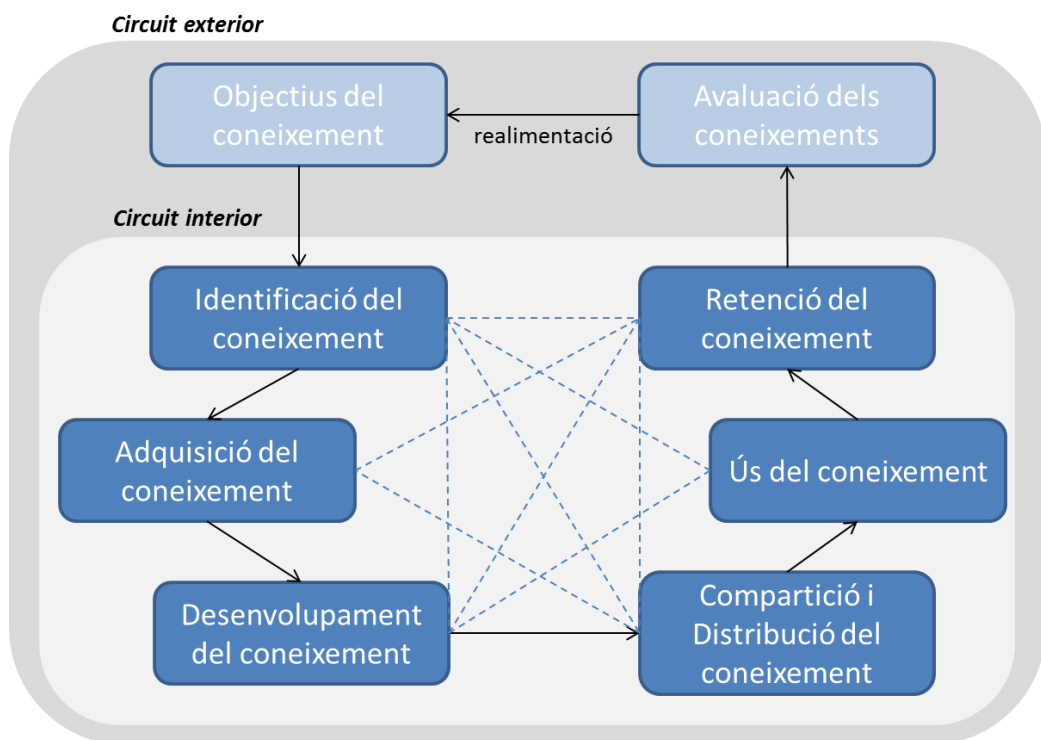 Circuit exterior
Objectius del
coneixement
Avaluació dels
coneixements
realimentació
Circuit interior
Identificació del
coneixement
Retenció del
coneixement
Adquisició del
coneixement
Ús del coneixement
Desenvolupament
del coneixement
Compartició i
Distribució del
coneixement